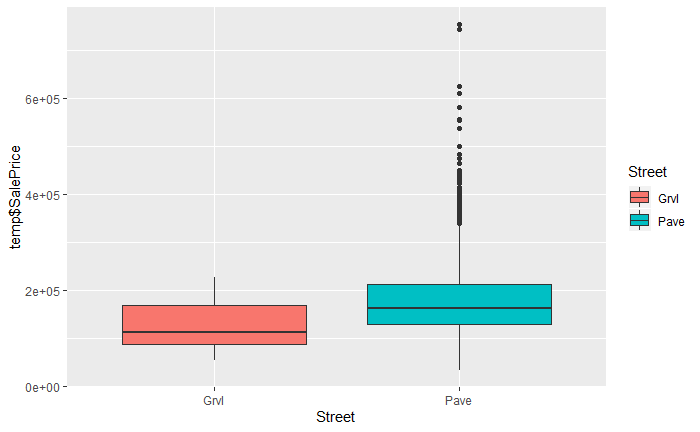 temp$SalePrice
6e+05
4e+05
2e+05
0e+00
Grvl
Pave
Street
Street
Grvl
Pave